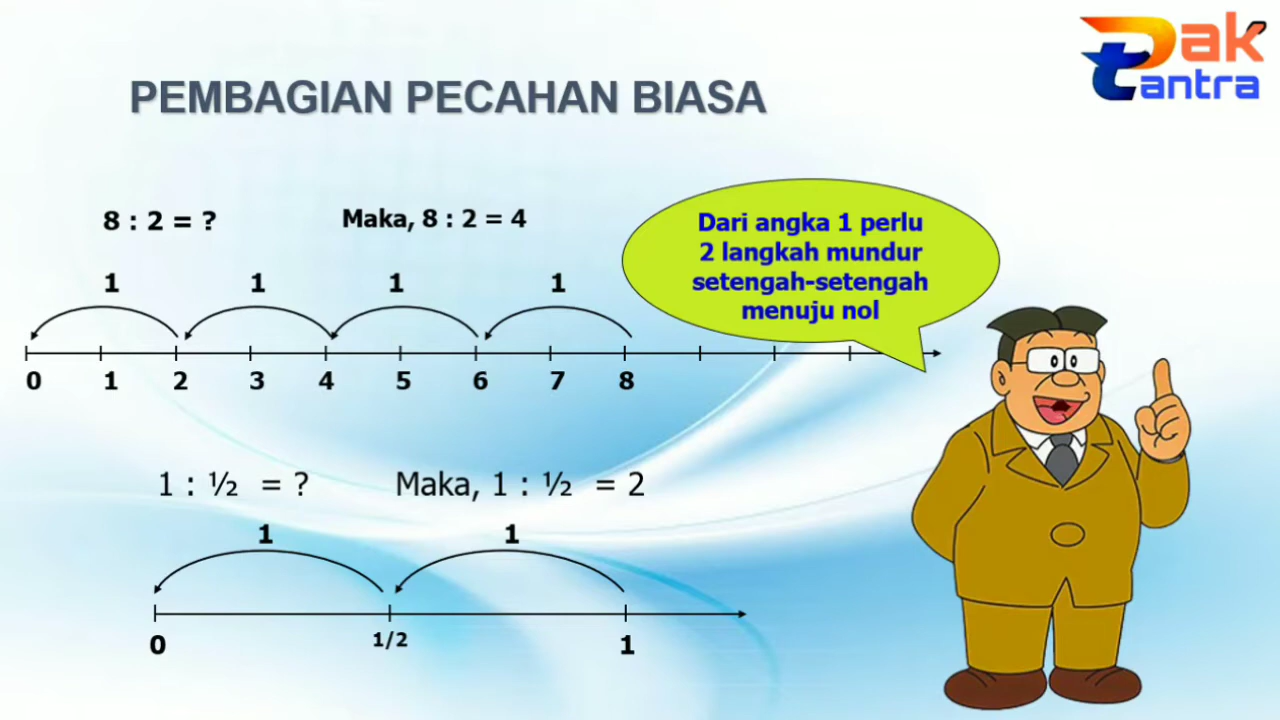 Pak
tantra
PEMBAGIAN PECAHAN BIASA
8 : 2 = ?
Maka, 8 : 2 = 4
Dari angka 1 perlu
2 langkah mundur
setengah-setengah
menuju nol
1 1 1 1
0 1 2 3 4 5 6 7 8
1 : ½ = ?
Maka, 1 : ½ = 2
1 1
0 1/2 1